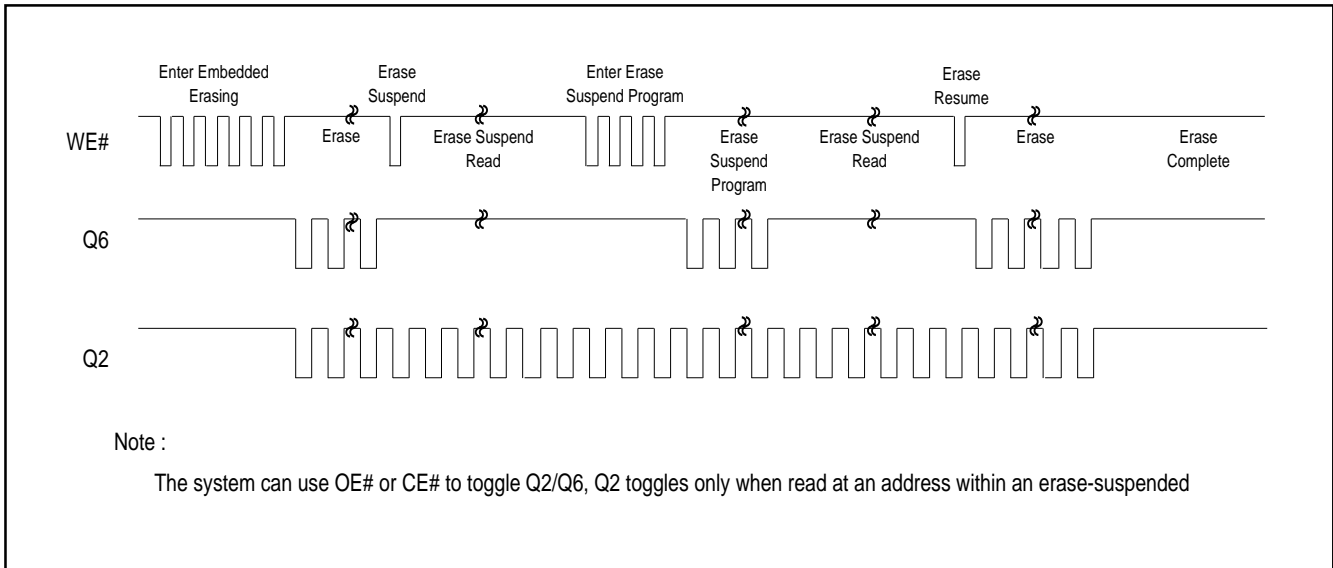 Enter Embedded
Erasing
Erase
Suspend
Enter Erase
Suspend Program
Erase
Resume
WE#
Erase
Erase Suspend
Read
Erase
Suspend
Program
Erase Suspend
Read
Erase
Erase
Complete
Q6
Q2
Note :
The system can use OE# or CE# to toggle Q2/Q6, Q2 toggles only when read at an address within an erase-suspended